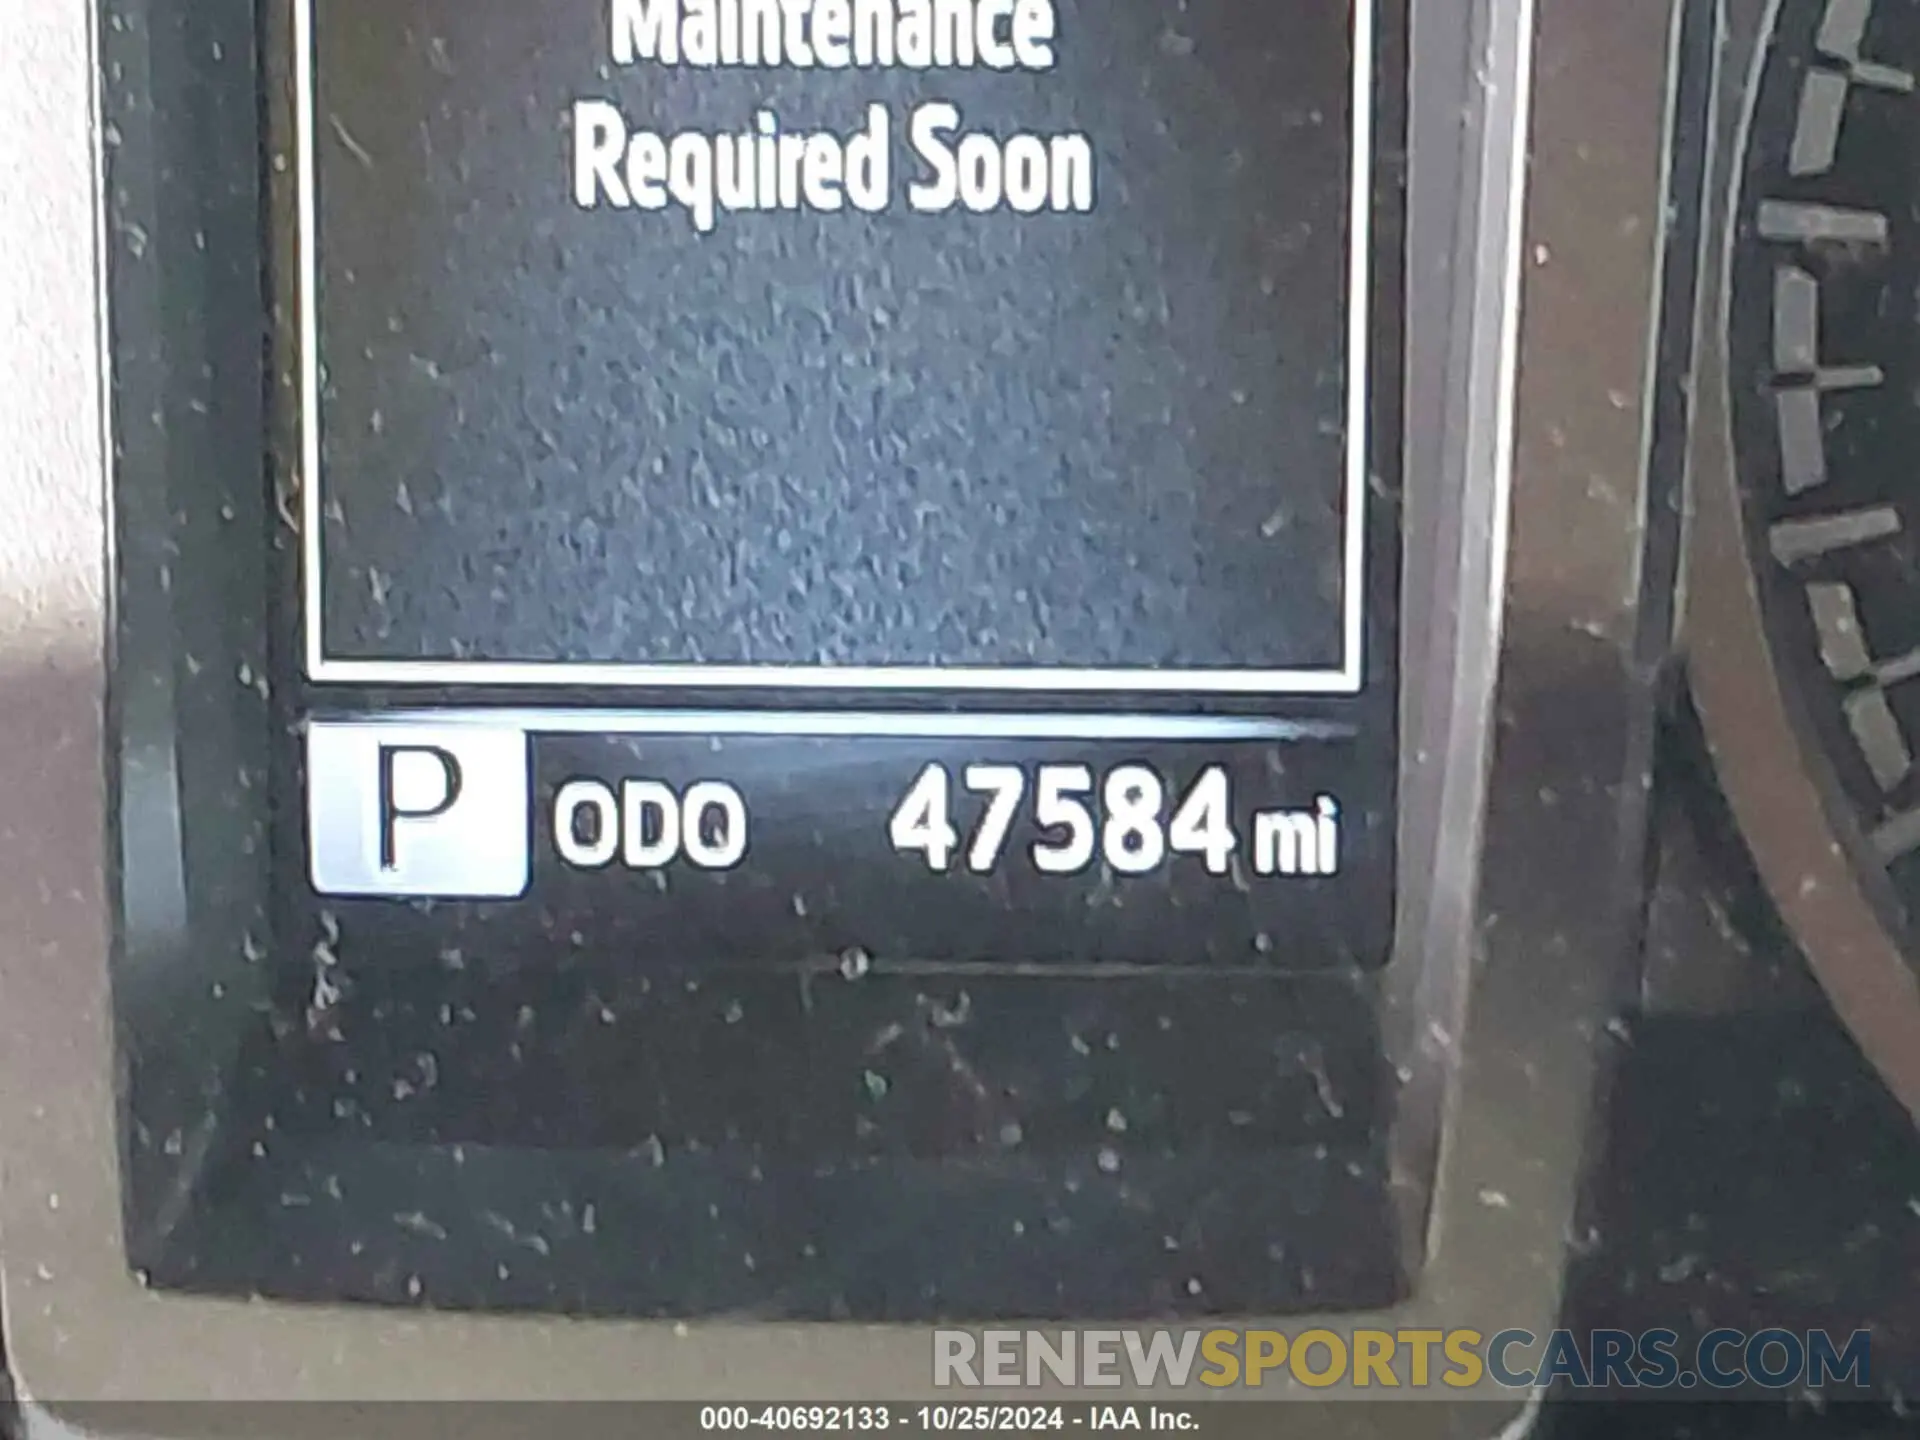 Maintenance
Required Soon
P ODO 47584 mi
RENEWSPORTSCARS.COM
000-40692133 - 10/25/2024 - IAA Inc.